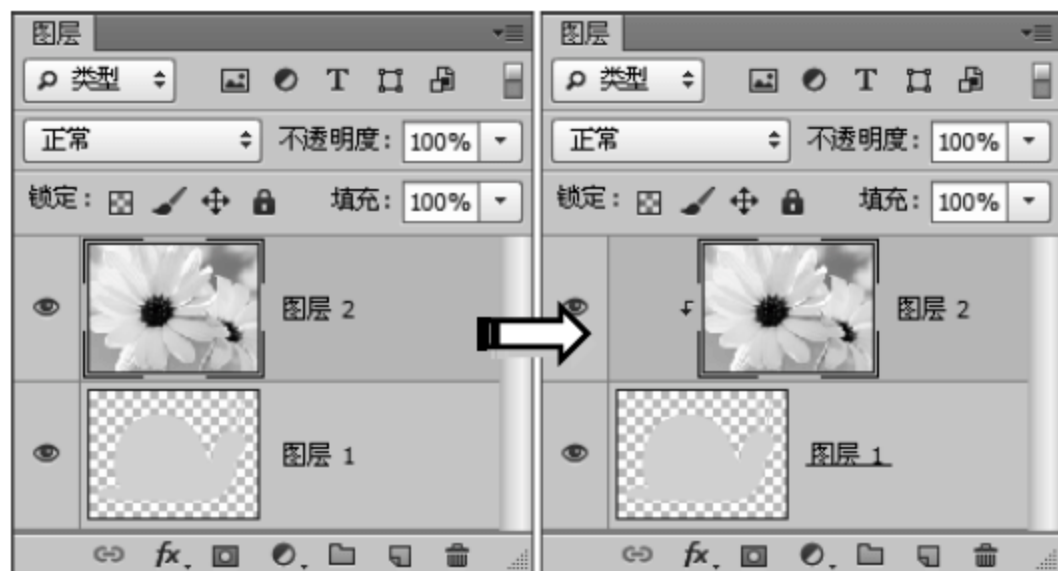 图层
类型 T
正常 不透明度： 100%
锁定： 填充： 100%
图层 2
图层 1
fx
图层
类型 T
正常 不透明度： 100%
锁定： 填充： 100%
图层 2
图层 1
fx